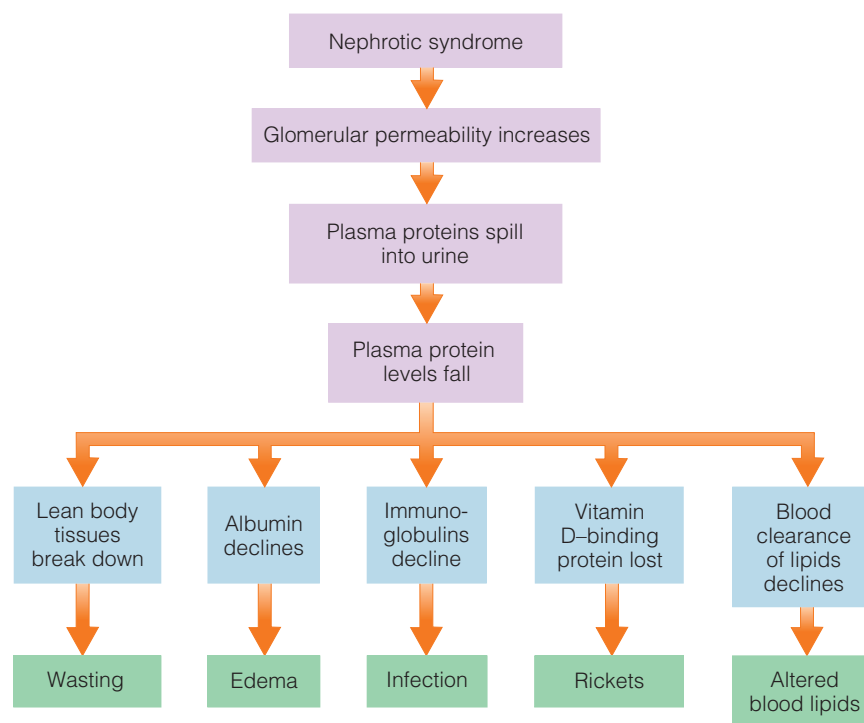 Nephrotic syndrome
Glomerular permeability increases
Plasma proteins spill
into urine
Plasma protein
levels fall
Lean body
tissues
break down
Albumin
declines
Immuno-
globulins
decline
Vitamin
D–binding
protein lost
Blood
clearance
of lipids
declines
Wasting
Edema
Infection
Rickets
Altered
blood lipids